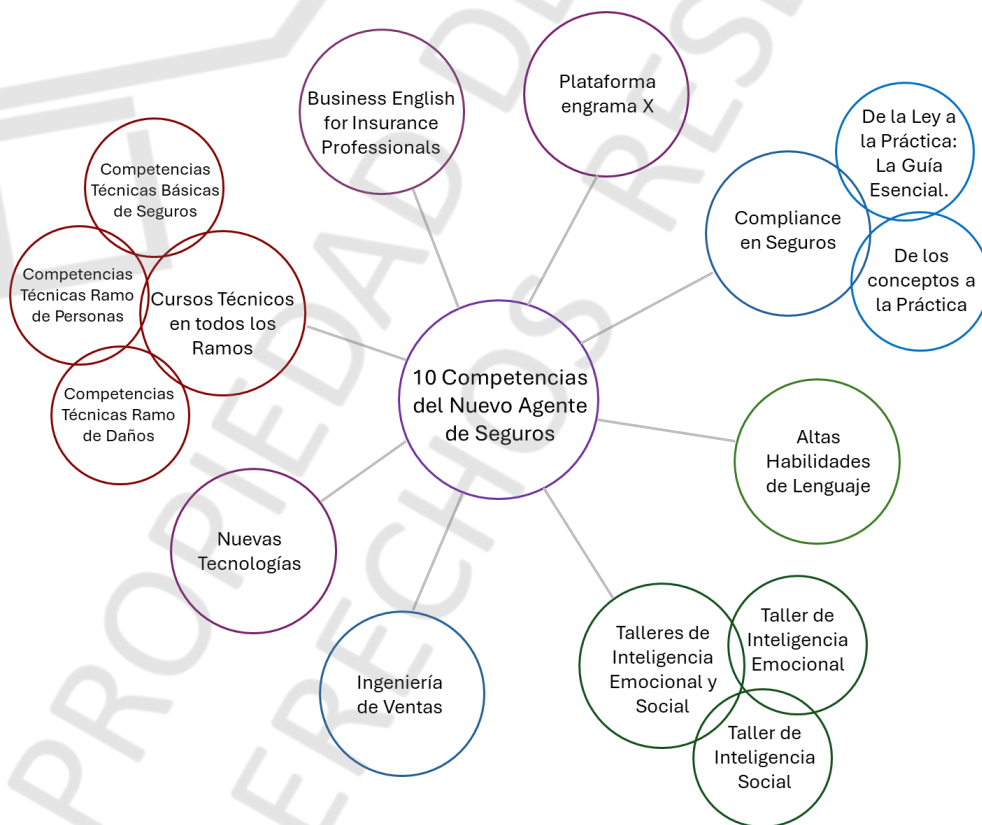 Business English
for Insurance
Professionals
Plataforma
engrama X
De la Ley a
la Práctica:
La Guía
Esencial.
Compliance
en Seguros
De los
conceptos a
la Práctica
Competencias
Técnicas Básicas
de Seguros
Competencias
Técnicas Ramo
de Personas
Cursos Técnicos
en todos los
Ramos
Competencias
Técnicas Ramo
de Daños
10 Competencias
del Nuevo Agente
de Seguros
Altas
Habilidades
de Lenguaje
Nuevas
Tecnologías
Ingeniería
de Ventas
Talleres de
Inteligencia
Emocional y
Social
Taller de
Inteligencia
Emocional
Taller de
Inteligencia
Social
PROPIEDAD